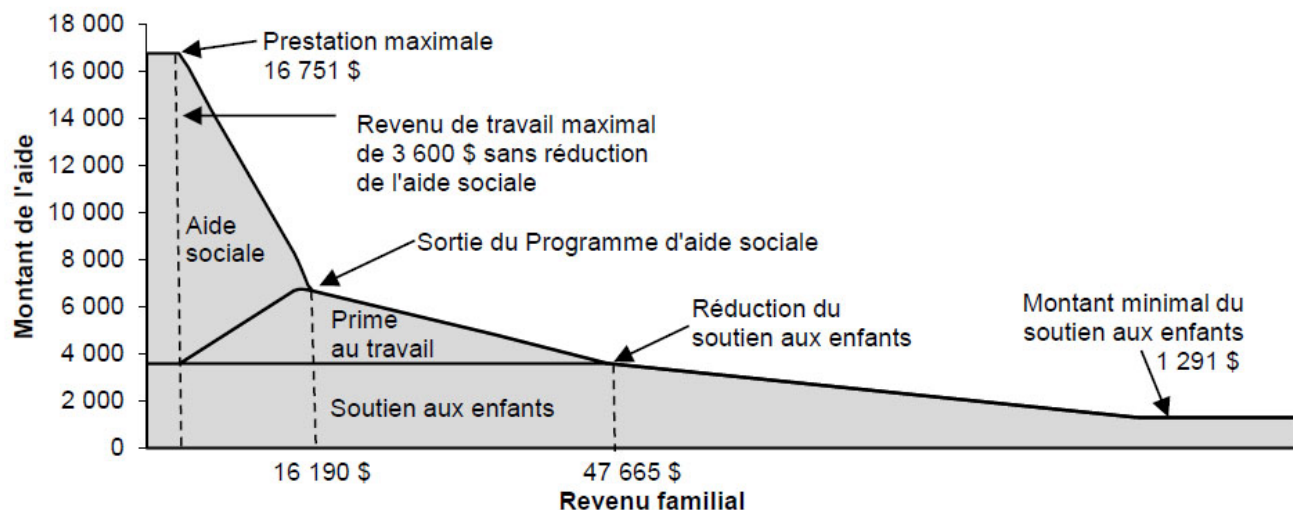 18 000
16 000
14 000
12 000
10 000
8 000
6 000
4 000
2 000
0
Montant de l'aide
Prestation maximale
16 751 $
Revenu de travail maximal
de 3 600 $ sans réduction
de l'aide sociale
Aide
sociale
Sortie du Programme d'aide sociale
Prime
au travail
Réduction du
soutien aux enfants
Montant minimal du
soutien aux enfants
1 291 $
Soutien aux enfants
16 190 $
47 665 $
Revenu familial